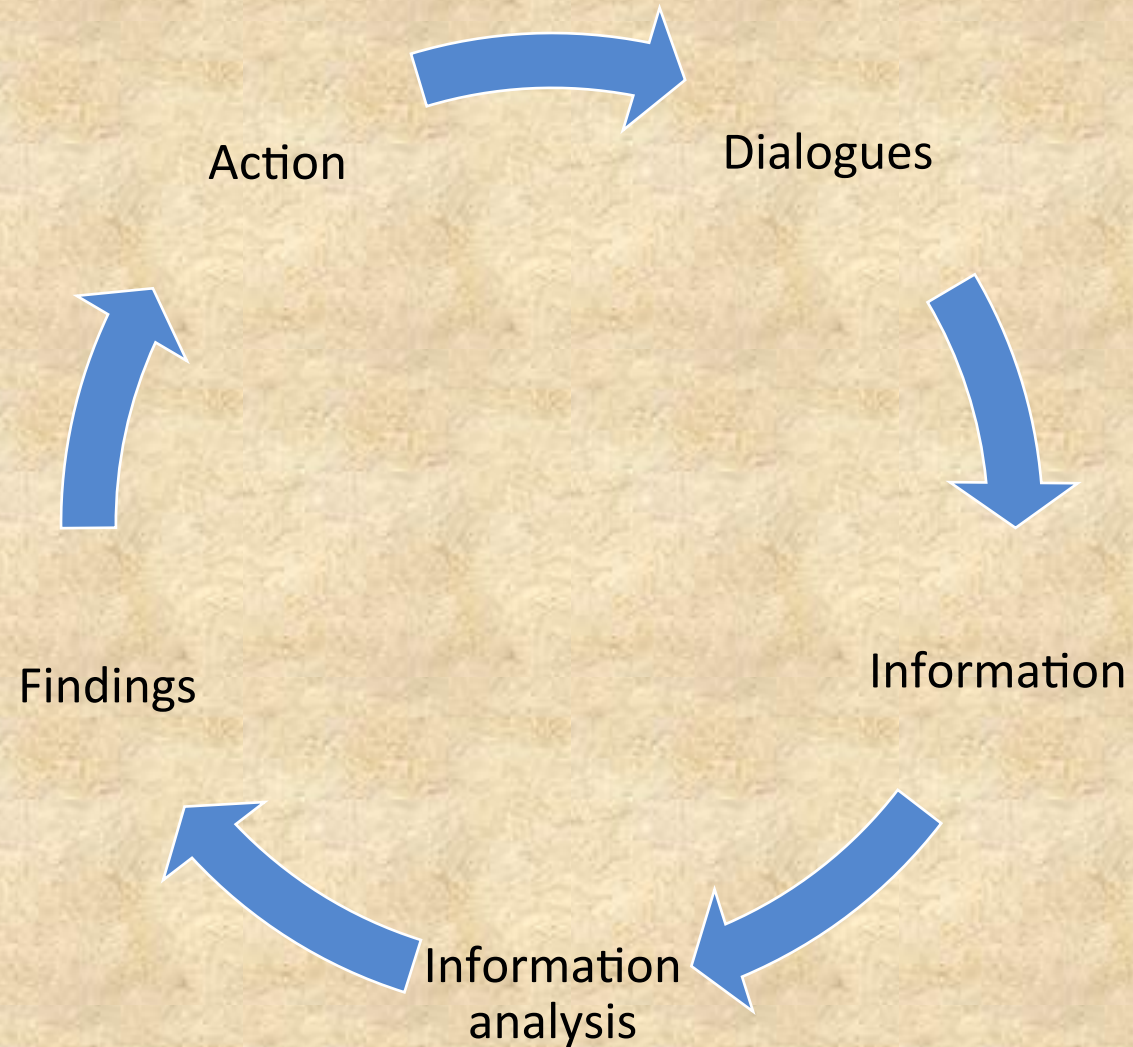 Action
Dialogues
Information
Information
analysis
Findings